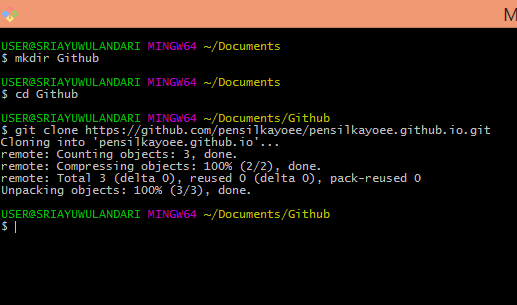 M
USER@SRIAYUWULANDARI MINGW64 ~/Documents
$ mkdir Github
USER@SRIAYUWULANDARI MINGW64 ~/Documents
$ cd Github
USER@SRIAYUWULANDARI MINGW64 ~/Documents/Github
$ git clone https://github.com/pensilkayoee/pensilkayoee.github.io.git
Cloning into 'pensilkayoee.github.io'...
remote: Counting objects: 3, done.
remote: Compressing objects: 100% (2/2), done.
remote: Total 3 (delta 0), reused 0 (delta 0), pack-reused 0
Unpacking objects: 100% (3/3), done.
USER@SRIAYUWULANDARI MINGW64 ~/Documents/Github
$